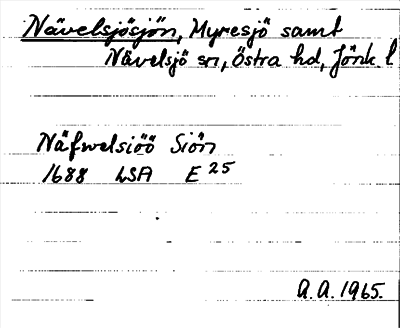 Nävelsjösjön, Myresjö samt
Nävelsjö sn, Östra hd, Jönk l
Näfwelsiöö Siön
1688 LSA E 25
A.A. 1965.